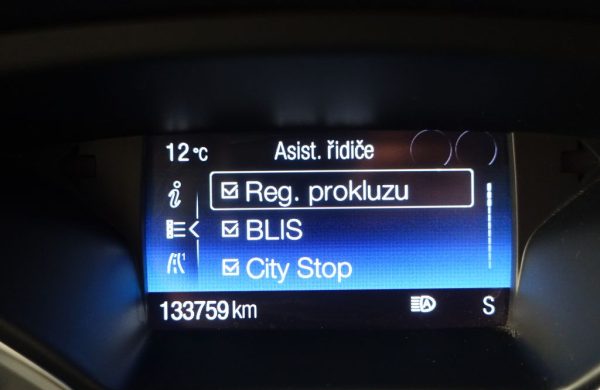 12°C Asist. řidiče
Reg. prokluzu
BLIS
City Stop
133759 km S